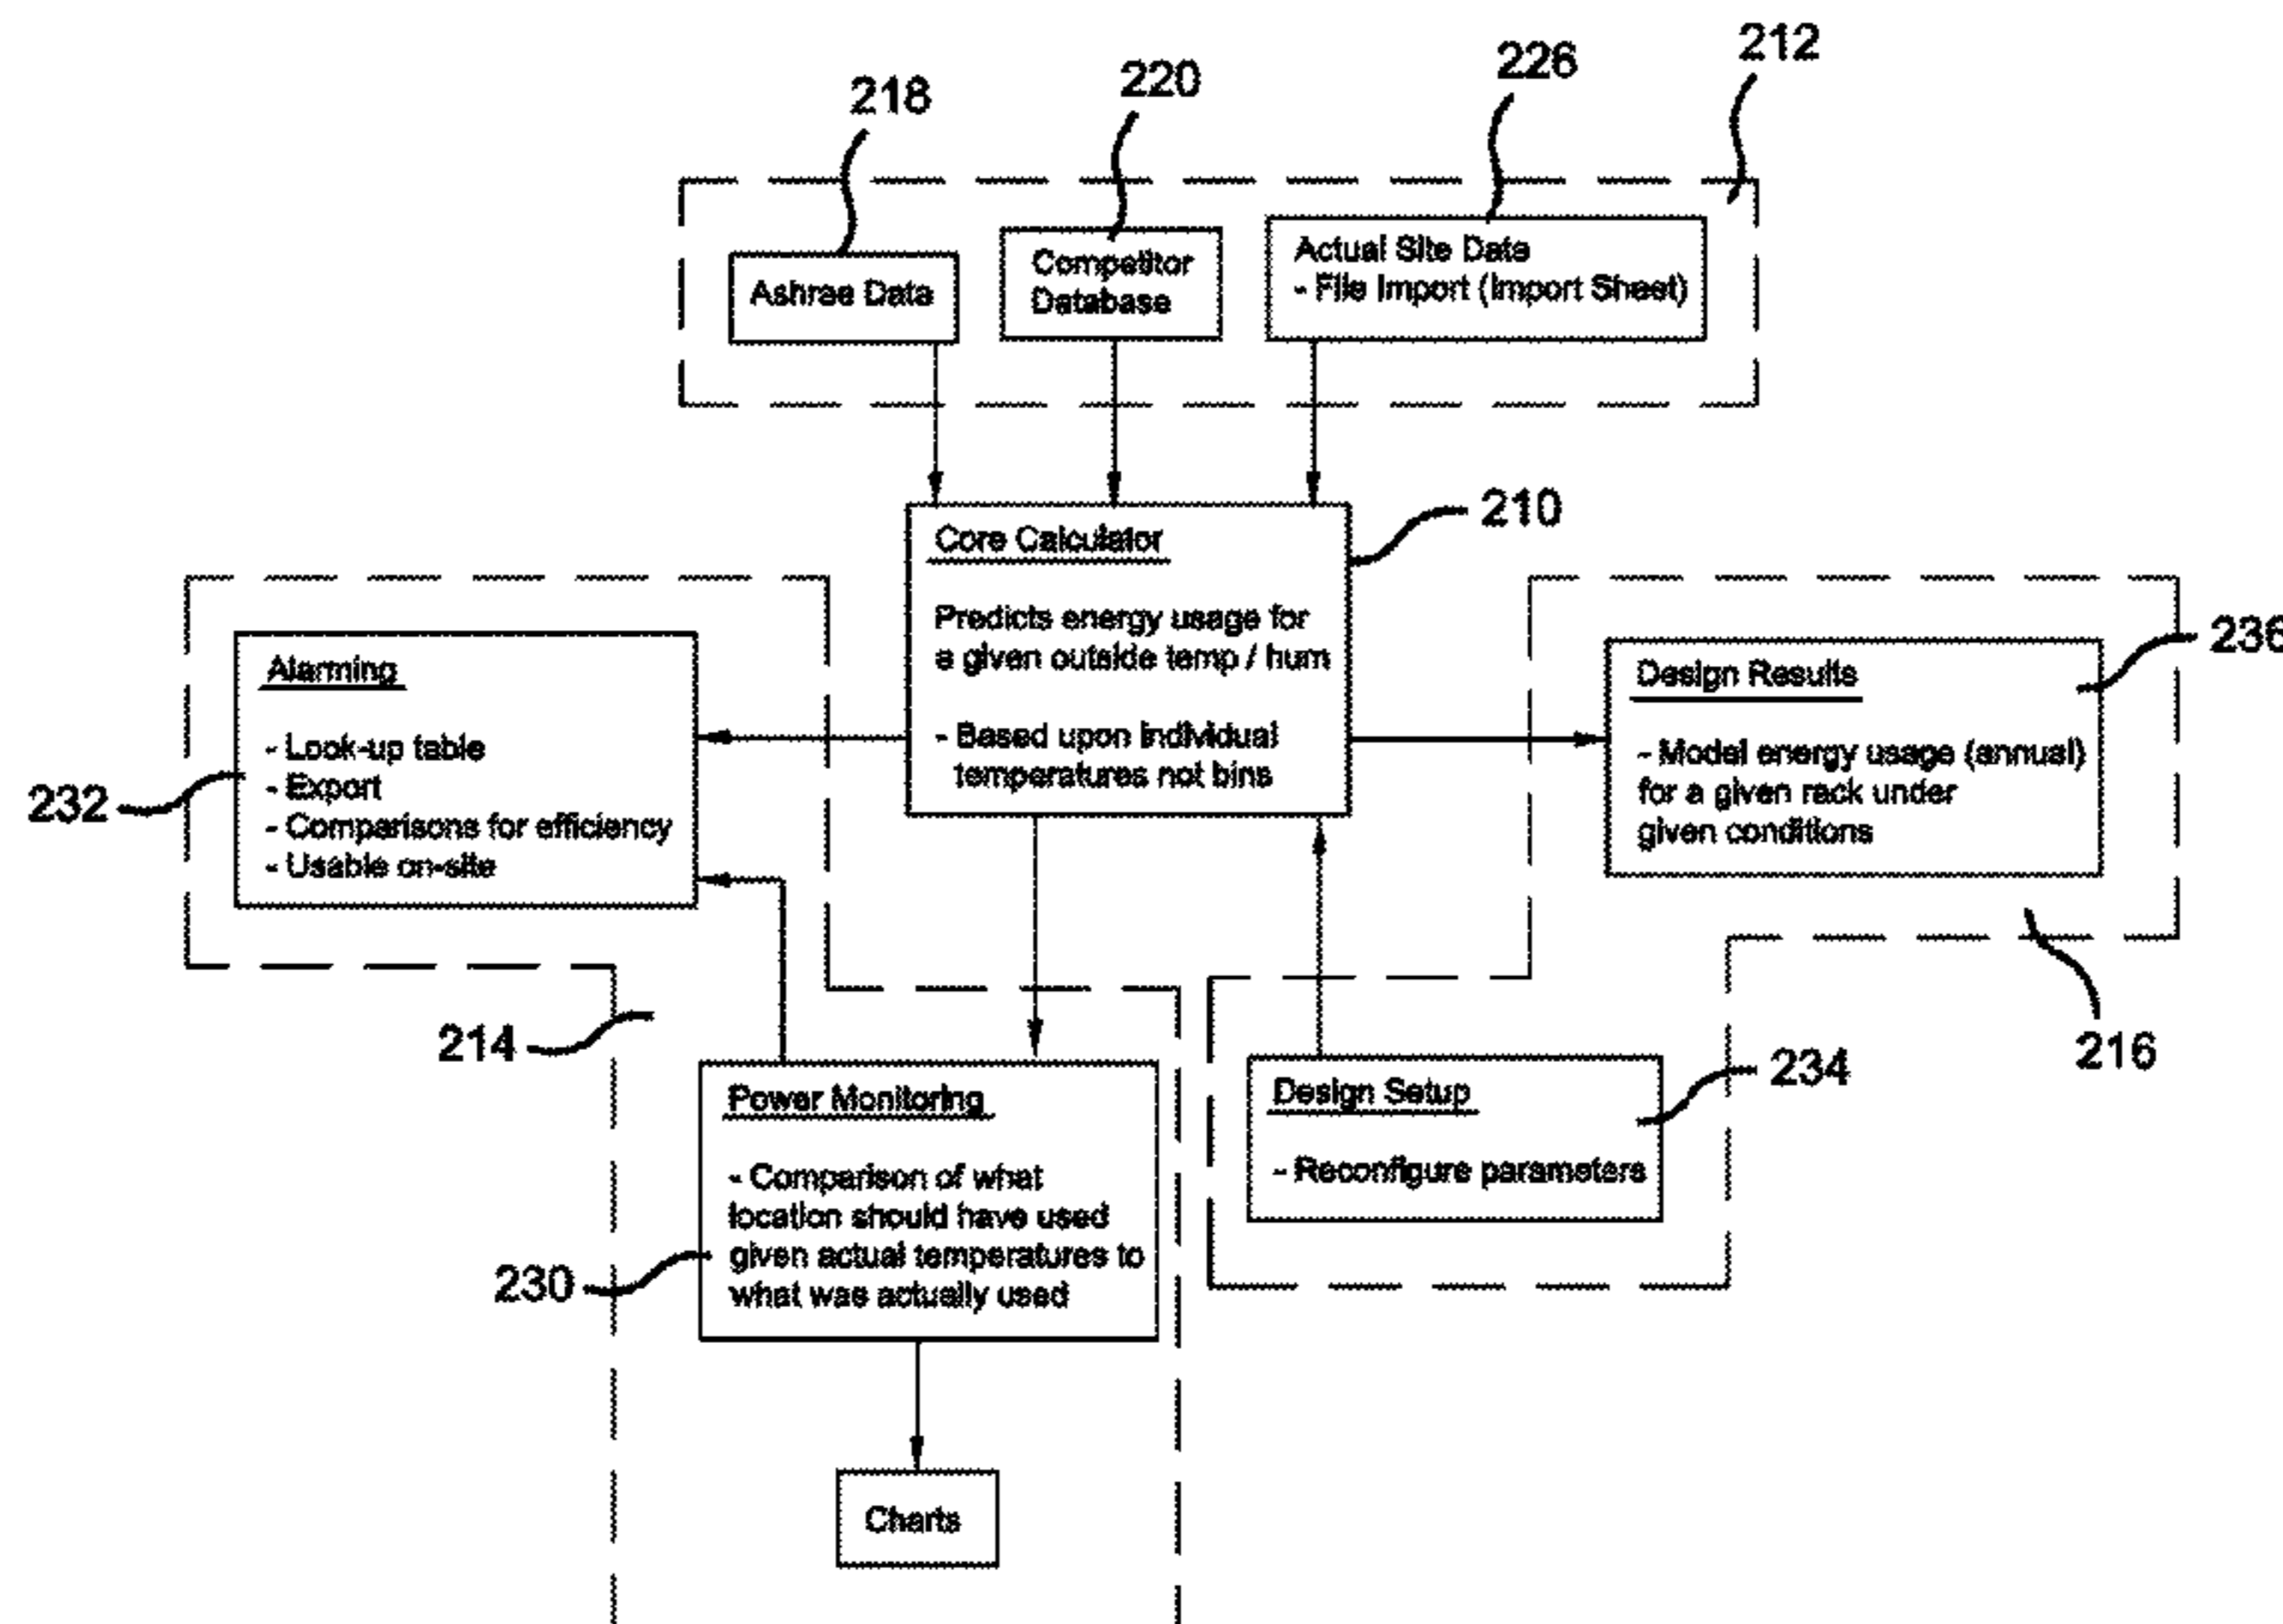 212
226
220
218
Ashrae Data
Competitor
Database
Actual Site Data
- File Import (Import Sheet)
210
Core Calculator
Predicts energy usage for
a given outside temp / hum
- Based upon individual
temperatures not bins
236
Alarming
- Look-up table
- Export
- Comparisons for efficiency
- Usable on-site
232
Design Results
- Model energy usage (annual)
for a given rack under
given conditions
214
216
Power Monitoring
- Comparison of what
location should have used
given actual temperatures to
what was actually used
230
Design Setup
- Reconfigure parameters
234
Charts